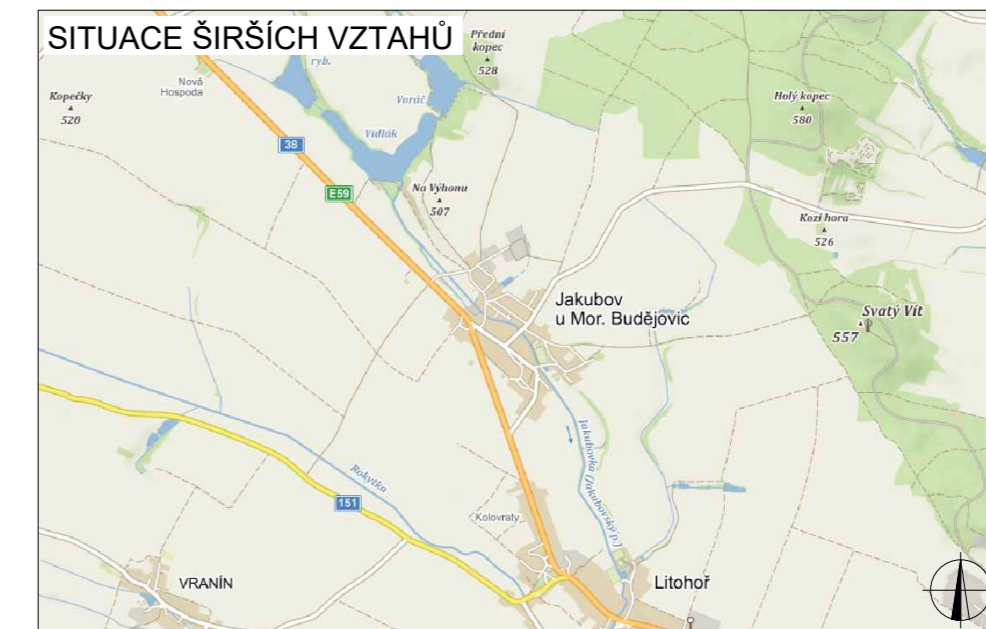 SITUACE ŠIRŠÍCH VZTAHŮ
Přední
kopec
528
ryb.
Nová
Hospoda
Kopečky
520
Voráč
Vidlák
Holý kopec
580
38
E59
Na Výhonu
507
Kozí hora
526
Jakubov
u Mor. Budějovic
Svatý Vít
557
Jakubovka (Jakubovský p.)
Rokytka
151
Kolovraty
VRANÍN
Litohoř